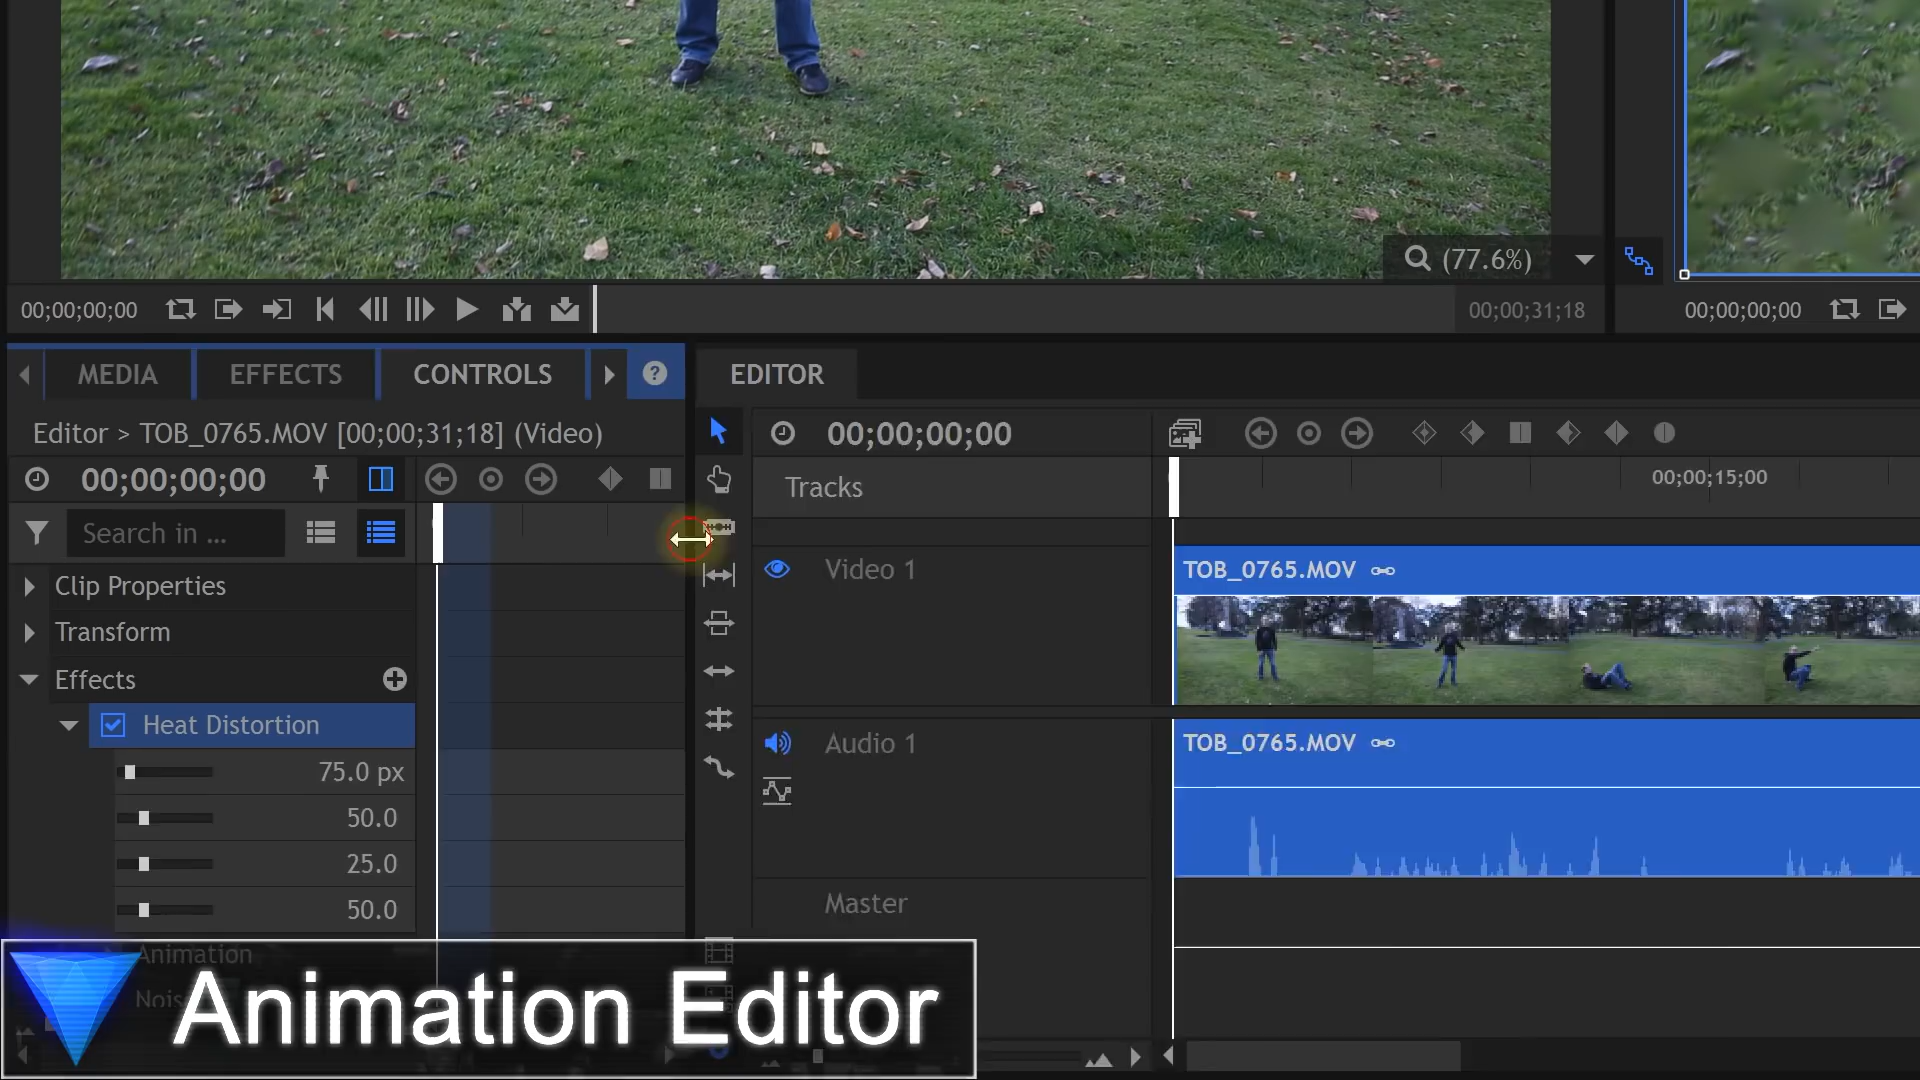 (77.6%)
00;00;00;00
00;00;31;18
00;00;00;00
MEDIA
EFFECTS
CONTROLS
?
EDITOR
Editor > TOB_0765.MOV [00;00;31;18] (Video)
00;00;00;00
00;00;00;00
Tracks
00;00;15;00
Search in ...
Clip Properties
Transform
Effects
Heat Distortion
75.0 px
50.0
25.0
50.0
Animation
Video 1
TOB_0765.MOV
Audio 1
TOB_0765.MOV
Master
Animation Editor